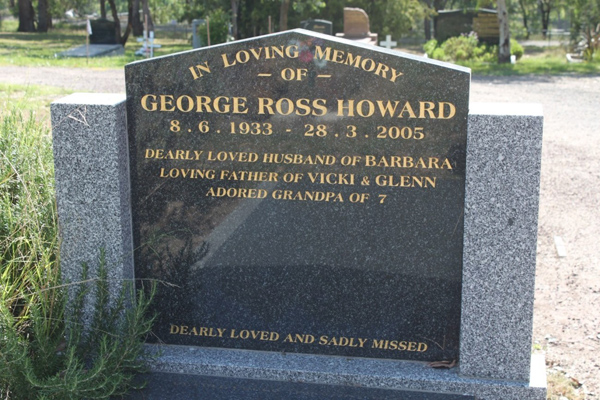 IN LOVING MEMORY
- OF -
GEORGE ROSS HOWARD
8.6.1933 - 28.3.2005
DEARLY LOVED HUSBAND OF BARBARA
LOVING FATHER OF VICKI & GLENN
ADORED GRANDPA OF 7
DEARLY LOVED AND SADLY MISSED